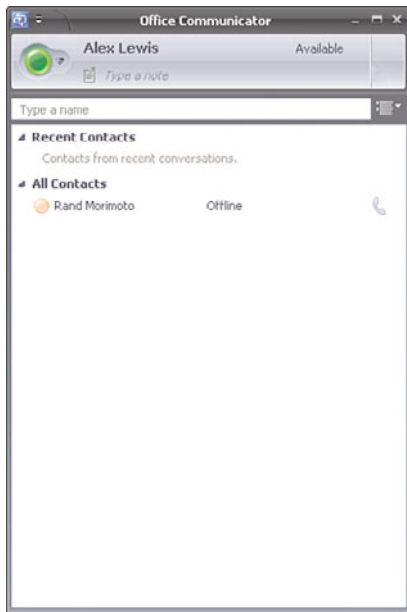 Office Communicator
Alex Lewis Available
Type a note
Type a name
Recent Contacts
Contacts from recent conversations.
All Contacts
Rand Morimoto Offline